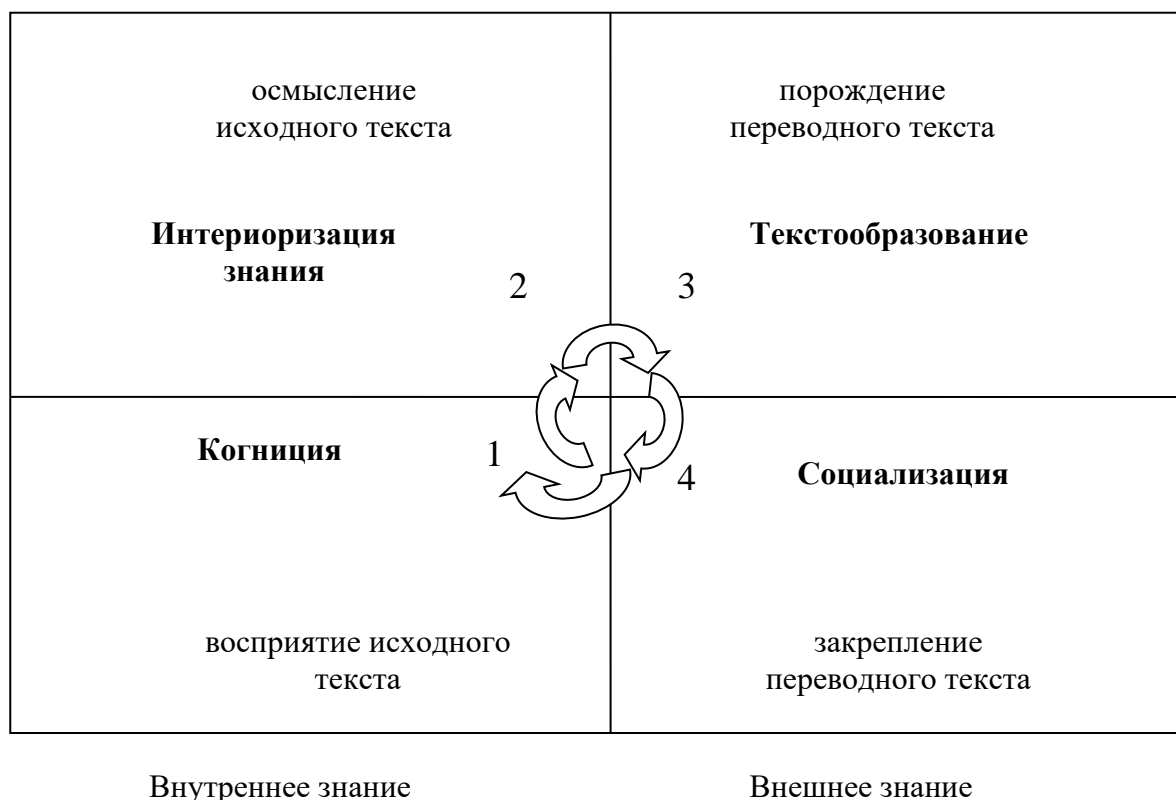 осмысление
исходного текста
порождение
переводного текста
Интериоризация
знания
Текстообразование
2
3
Когниция
1
4
Социализация
восприятие исходного
текста
закрепление
переводного текста
Внутреннее знание
Внешнее знание